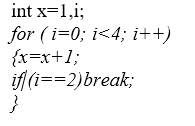 int x=1,i;
for ( i=0; i<4; i++)
{x=x+1;
if(i==2)break;
}